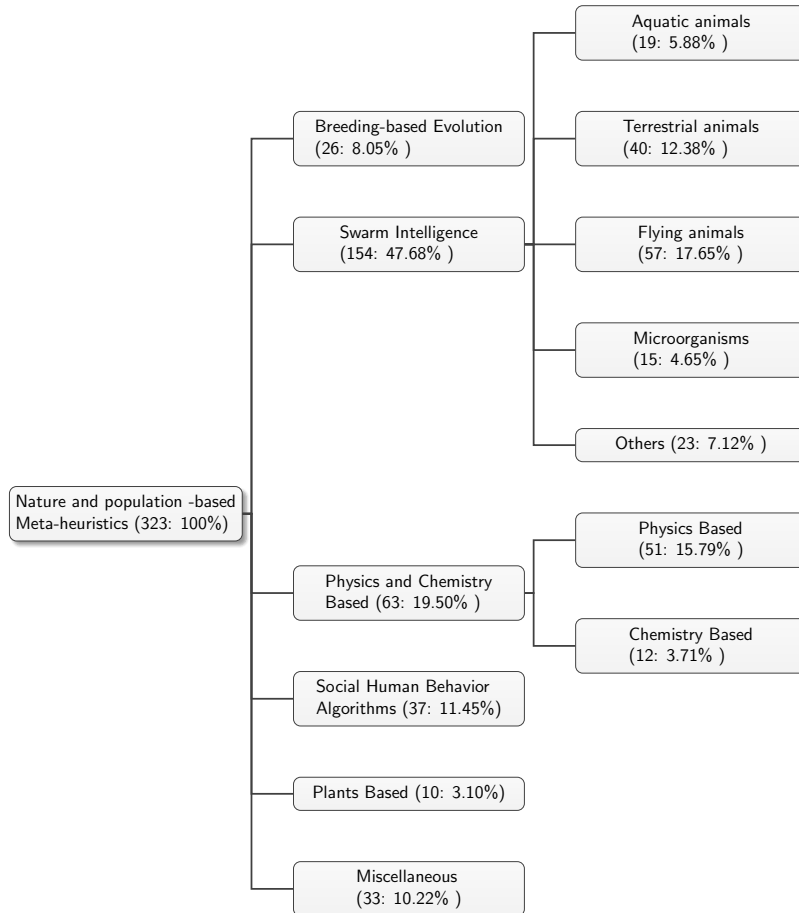 Nature and population -based
Meta-heuristics (323: 100%)
Breeding-based Evolution
(26: 8.05% )
Swarm Intelligence
(154: 47.68% )
Aquatic animals
(19: 5.88% )
Terrestrial animals
(40: 12.38% )
Flying animals
(57: 17.65% )
Microorganisms
(15: 4.65% )
Others (23: 7.12% )
Physics and Chemistry
Based (63: 19.50% )
Physics Based
(51: 15.79% )
Chemistry Based
(12: 3.71% )
Social Human Behavior
Algorithms (37: 11.45%)
Plants Based (10: 3.10%)
Miscellaneous
(33: 10.22% )